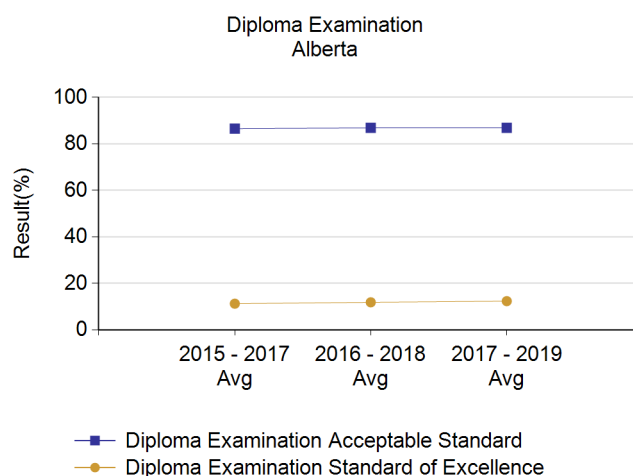 Diploma Examination
Alberta
100
80
60
40
20
0
Result(%)
2015 - 2017 2016 - 2018 2017 - 2019
Avg Avg Avg
Diploma Examination Acceptable Standard
Diploma Examination Standard of Excellence